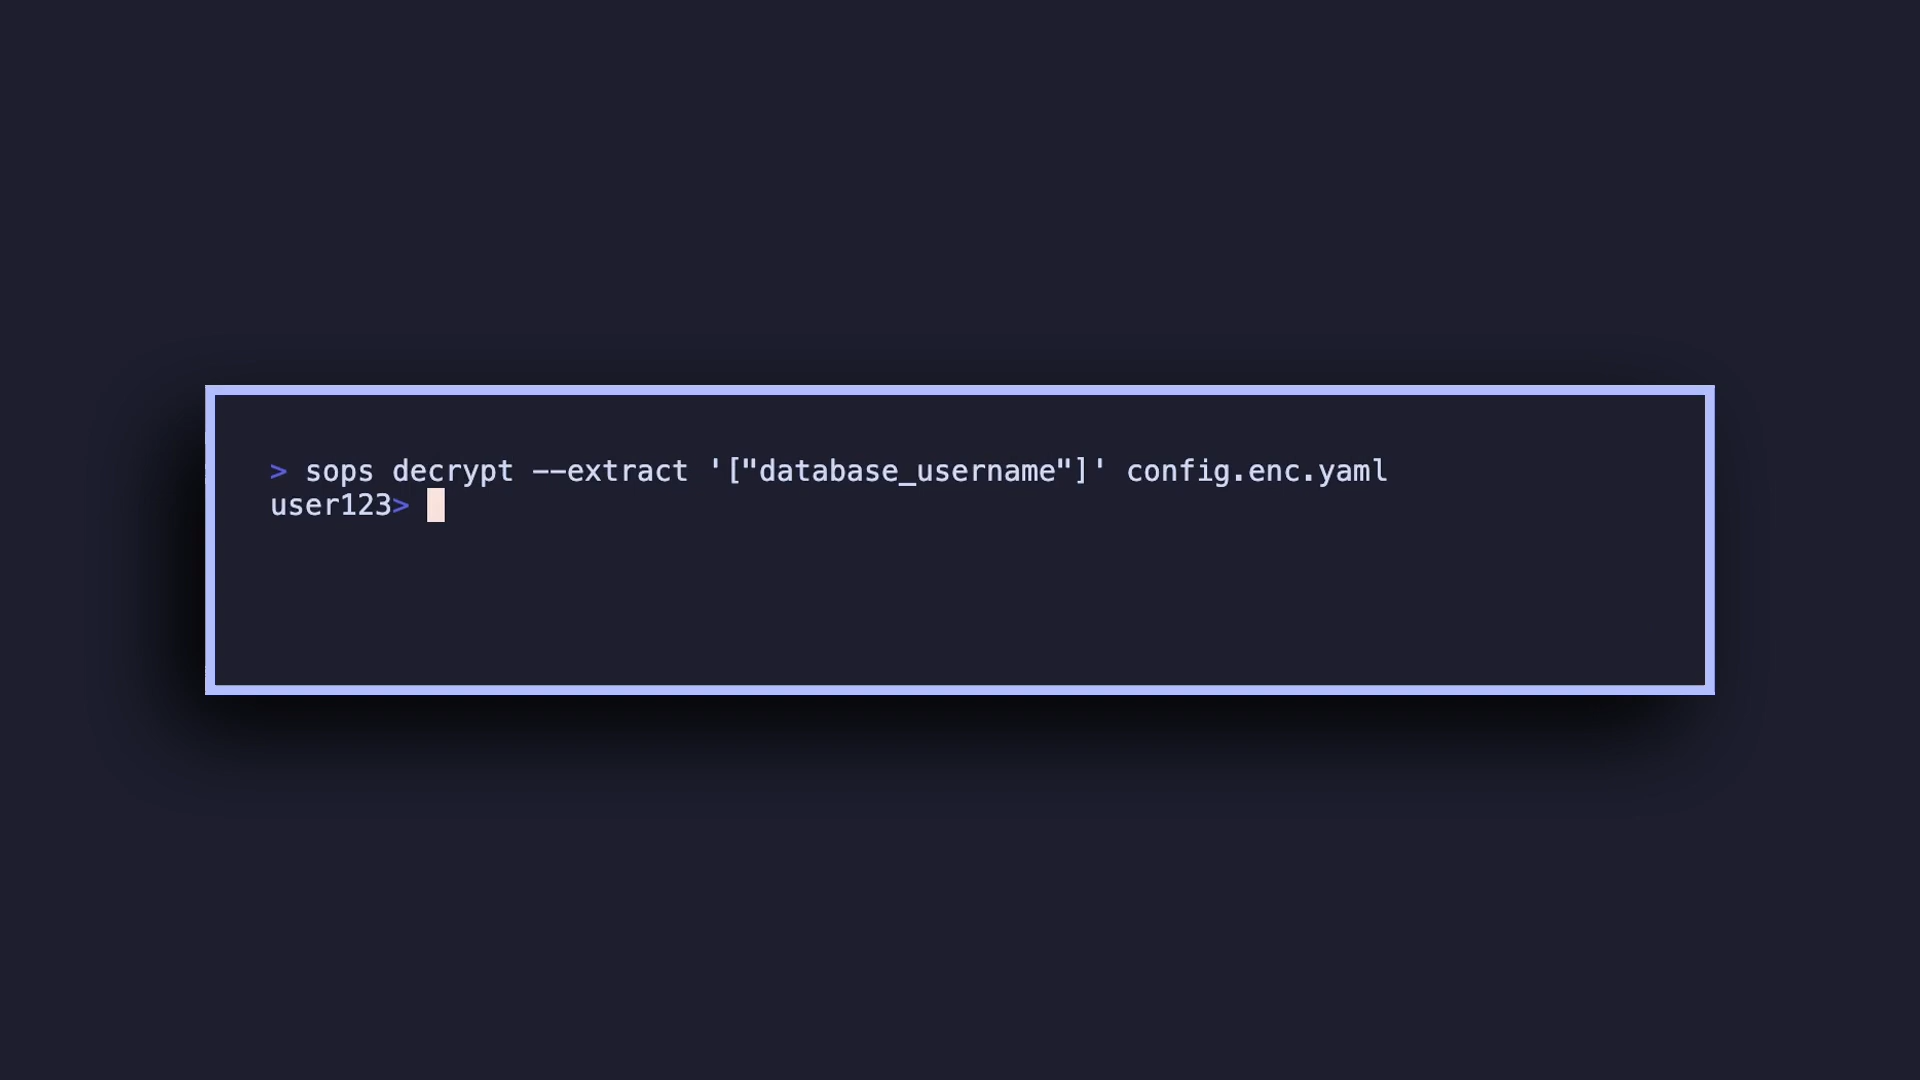 > sops decrypt --extract '["database_username"]' config.enc.yaml
user123>